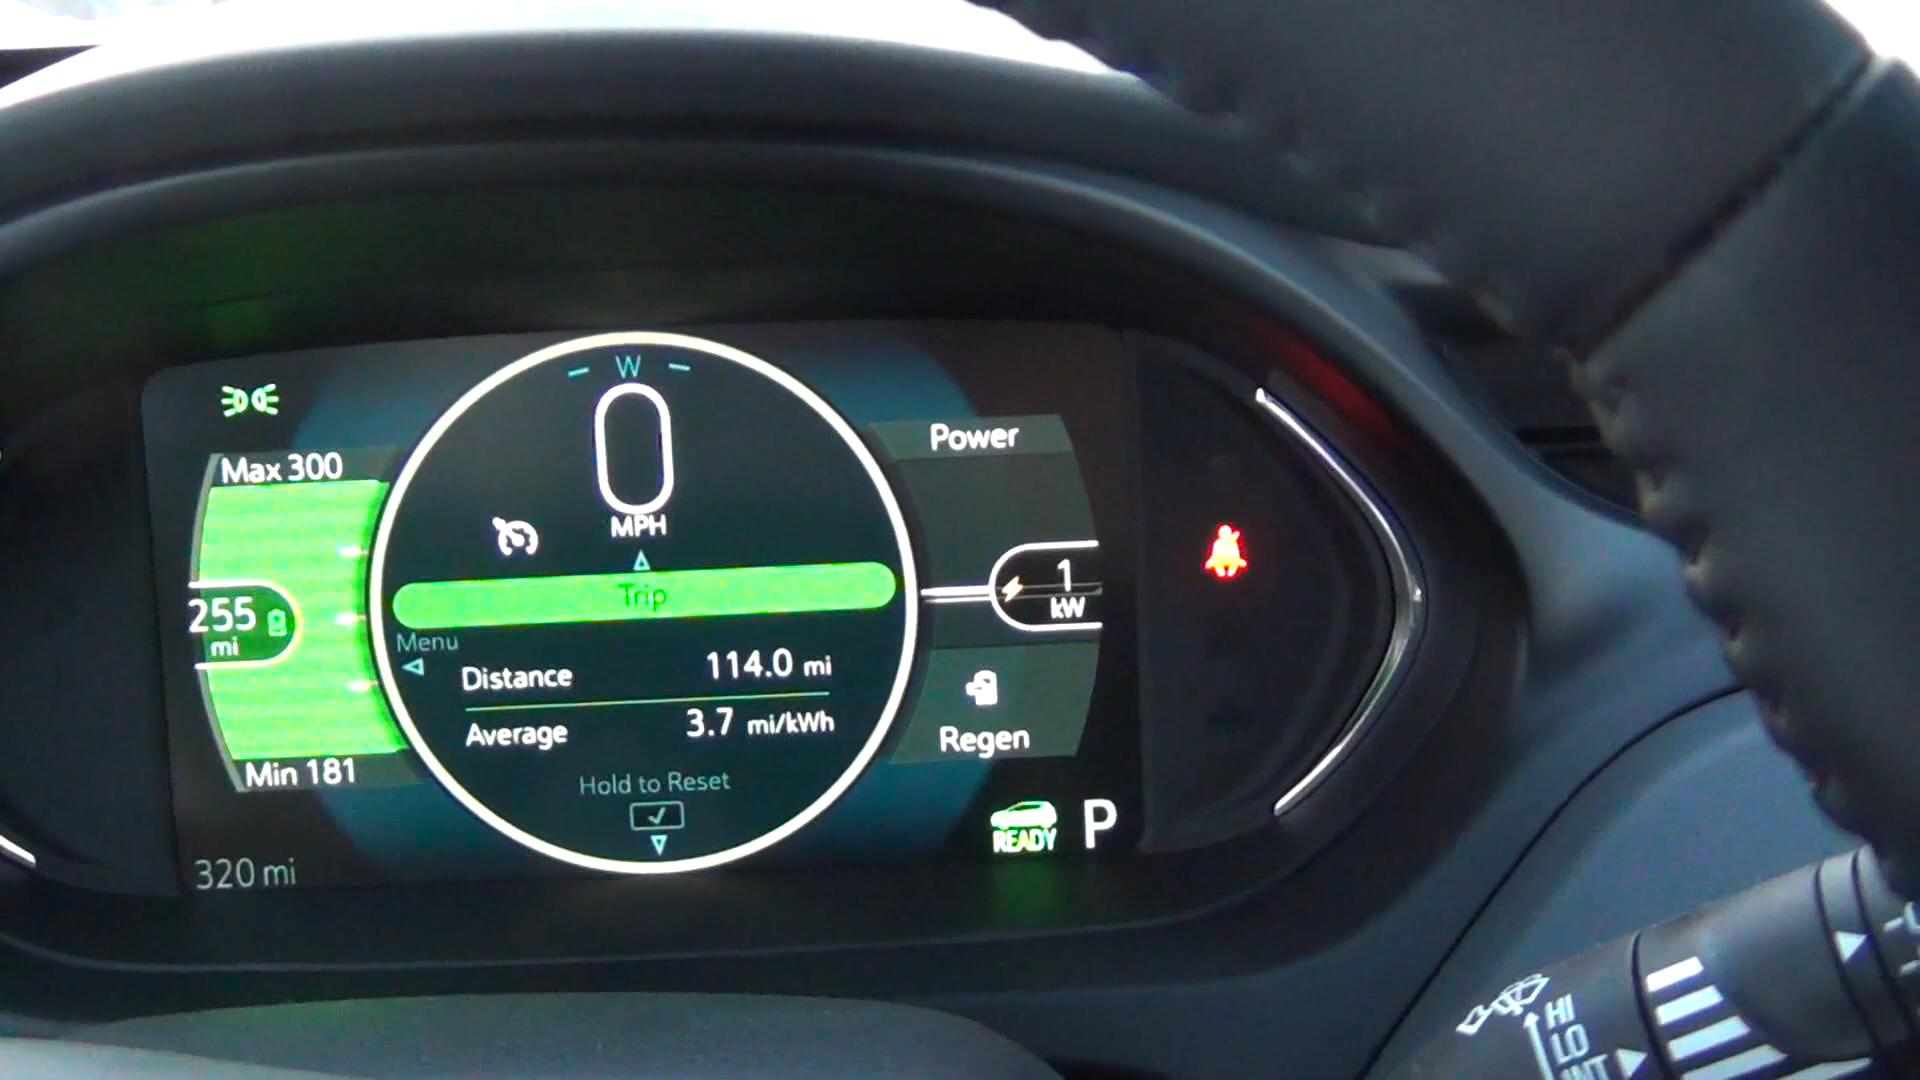 W
0
MPH
Max 300
255
mi
Min 181
320 mi
Trip
Menu
Distance 114.0 mi
Average 3.7 mi/kWh
Hold to Reset
Power
1
kW
Regen
READY P
HI
LO
INT